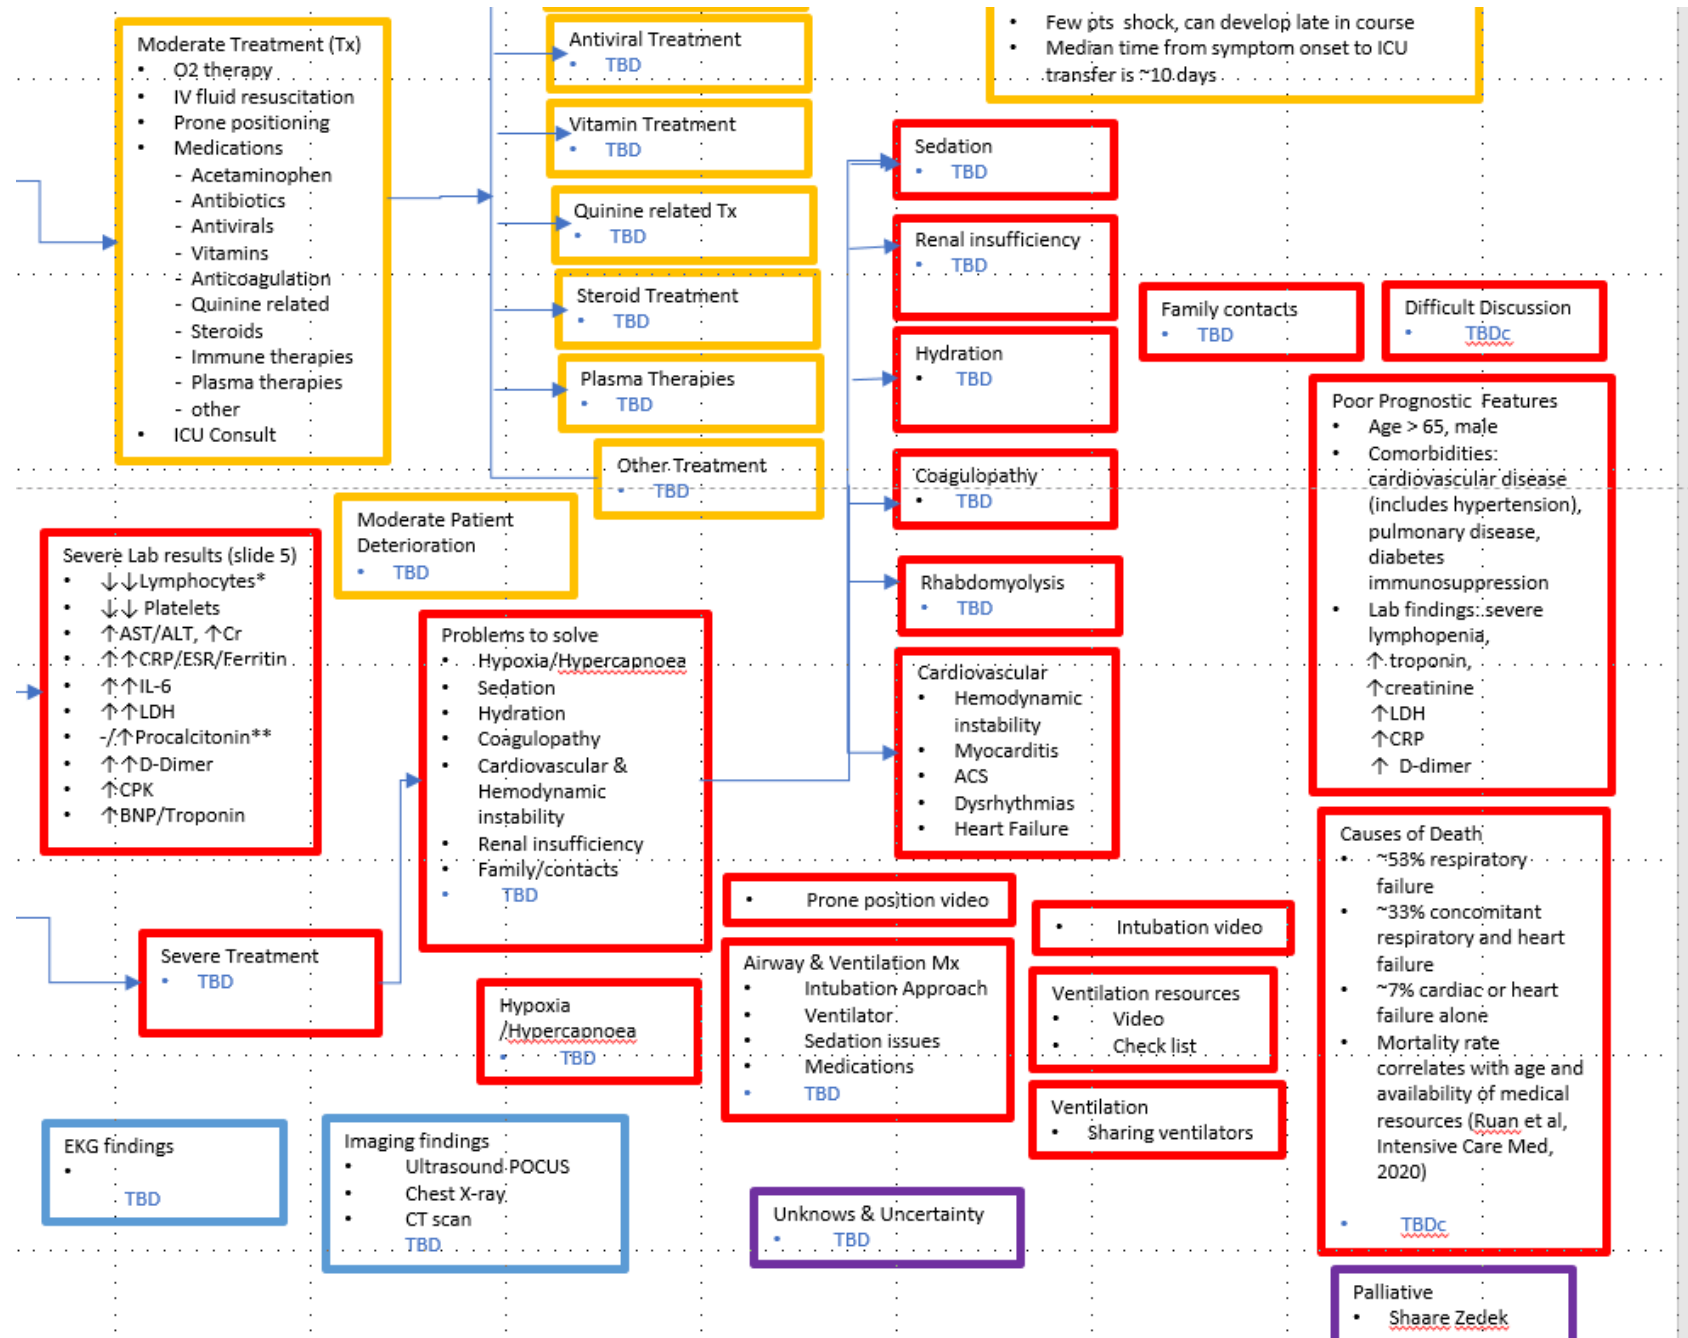 Moderate Treatment (Tx)
• O2 therapy
• IV fluid resuscitation
• Prone positioning
• Medications
- Acetaminophen
- Antibiotics
- Antivirals
- Vitamins
- Anticoagulation
- Quinine related
- Steroids
- Immune therapies
- Plasma therapies
- other
• ICU Consult
Antiviral Treatment
• TBD
Vitamin Treatment
• TBD
Quinine related Tx
• TBD
Steroid Treatment
• TBD
Plasma Therapies
• TBD
Other Treatment
• TBD
• Few pts shock, can develop late in course
• Median time from symptom onset to ICU
transfer is ~10 days
Sedation
• TBD
Renal insufficiency
• TBD
Hydration
• TBD
Coagulopathy
• TBD
Rhabdomyolysis
• TBD
Cardiovascular
• Hemodynamic
instability
• Myocarditis
• ACS
• Dysrhythmias
• Heart Failure
Family contacts
• TBD
Difficult Discussion
• TBDc
Poor Prognostic Features
• Age > 65, male
• Comorbidities:
cardiovascular disease
(includes hypertension),
pulmonary disease,
diabetes
immunosuppression
• Lab findings: severe
lymphopenia,
↑ troponin,
↑creatinine
↑LDH
↑CRP
↑ D-dimer
Moderate Patient
Deterioration
• TBD
Severe Lab results (slide 5)
• ↓↓Lymphocytes*
• ↓↓ Platelets
• ↑AST/ALT, ↑Cr
• ↑↑CRP/ESR/Ferritin
• ↑↑IL-6
• ↑↑LDH
• -/↑Procalcitonin**
• ↑↑D-Dimer
• ↑CPK
• ↑BNP/Troponin
Problems to solve
• Hypoxia/Hypercapnoea
• Sedation
• Hydration
• Coagulopathy
• Cardiovascular &
Hemodynamic
instability
• Renal insufficiency
• Family/contacts
• TBD
Severe Treatment
• TBD
Hypoxia
/Hypercapnoea
• TBD
• Prone position video
Airway & Ventilation Mx
• Intubation Approach
• Ventilator
• Sedation issues
• Medications
• TBD
• Intubation video
Ventilation resources
• Video
• Check list
Ventilation
• Sharing ventilators
Causes of Death
• ~53% respiratory
failure
• ~33% concomitant
respiratory and heart
failure
• ~7% cardiac or heart
failure alone
• Mortality rate
correlates with age and
availability of medical
resources (Ruan et al,
Intensive Care Med,
2020)
• TBDc
EKG findings
•
TBD
Imaging findings
• Ultrasound POCUS
• Chest X-ray
• CT scan
TBD
Unknows & Uncertainty
• TBD
Palliative
• Shaare Zedek